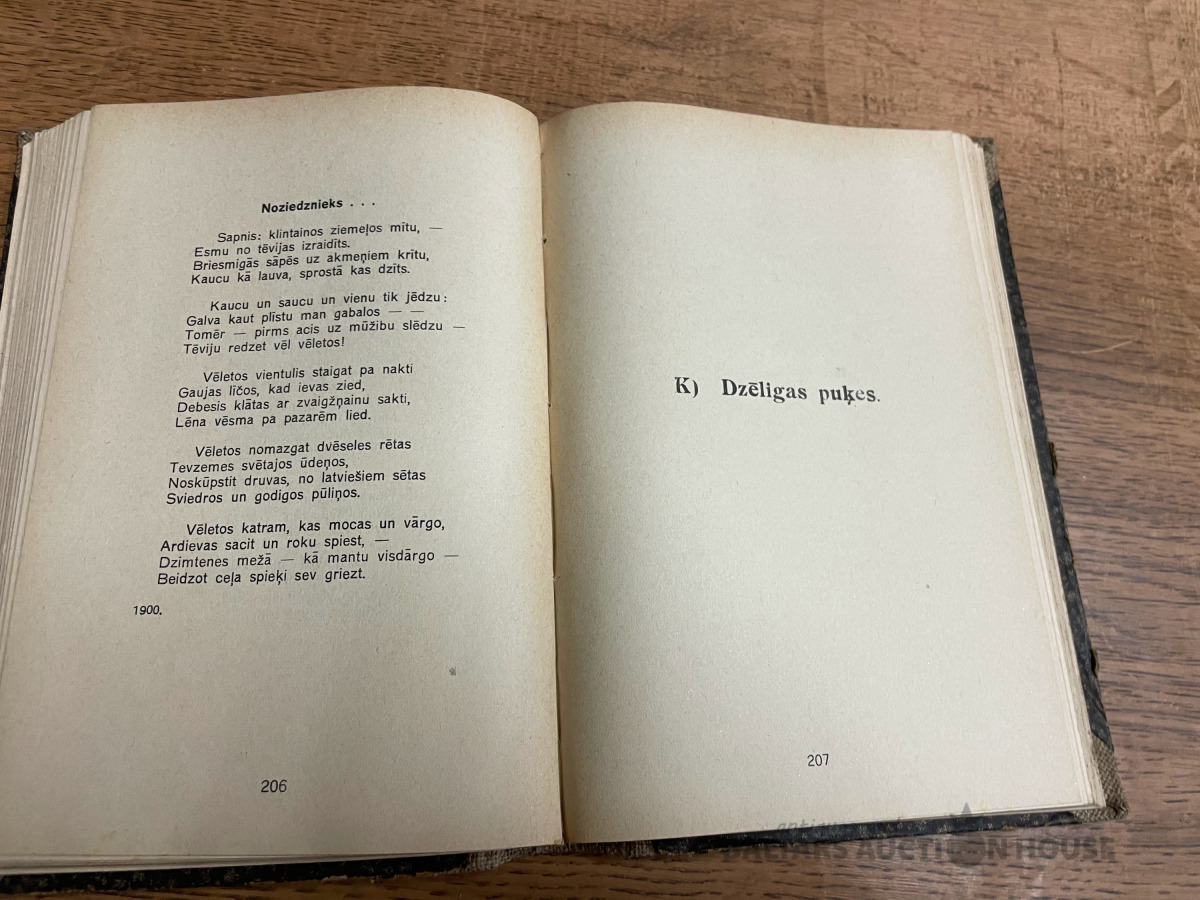 Noziedznieks . . .
Sapnis: klintainos ziemeļos mītu, —
Esmu no tēvijas izraidīts.
Briesmigās sāpēs uz akmeņiem krītu,
Kaucu kā lauva, sprostā kas dzīts.
Kaucu un saucu un vienu tik jēdzu:
Galva kaut plīstu man gabalos — —
Tomēr — pirms acis uz mūžibu slēdzu —
Tēviju redzet vēl vēletos!
Vēletos vientulis staigat pa nakti
Gaujas līčos, kad ievas zied,
Debesis klātas ar zvaigžņainu sakti,
Lēna vēsma pa pazarēm lied.
Vēletos nomazgat dvēseles rētas
Tevzemes svētajos ūdeņos,
Noskūpstit druvas, no latviešiem sētas
Sviedros un godigos pūliņos.
Vēletos katram, kas mocas un vārgo,
Ardievas sacit un roku spiest, —
Dzimtenes mežā — kā mantu visdārgo —
Beidzot ceļa spieķi sev griezt.
1900.
206
K) Dzēligas puķes.
207
AUCTION HOUSE